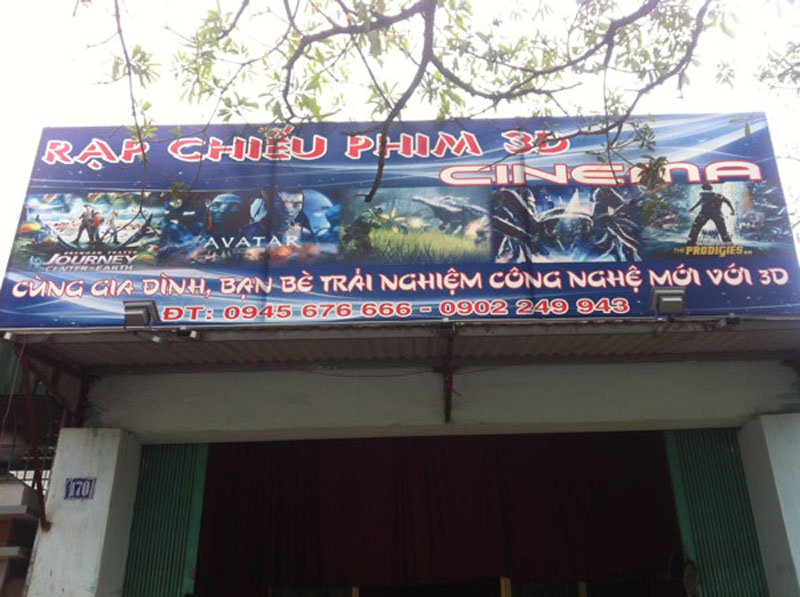 RẠP CHIẾU PHIM 3D
CINEMA
JOURNEY
CENTER OF THE EARTH
AVATAR
THE PRODIGIES
CÙNG GIA ĐÌNH, BẠN BÈ TRẢI NGHIỆM CÔNG NGHỆ MỚI VỚI 3D
ĐT: 0945 676 666 - 0902 249 943
170